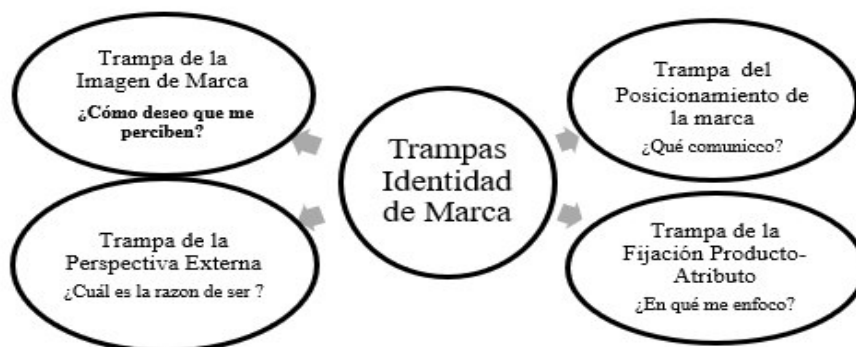 Trampa de la
Imagen de Marca
¿Cómo deseo que me
perciben?
Trampa de la
Perspectiva Externa
¿Cuál es la razon de ser ?
Trampas
Identidad
de Marca
Trampa del
Posicionamiento de
la marca
¿Qué comunicco?
Trampa de la
Fijación Producto-
Atributo
¿En qué me enfoco?